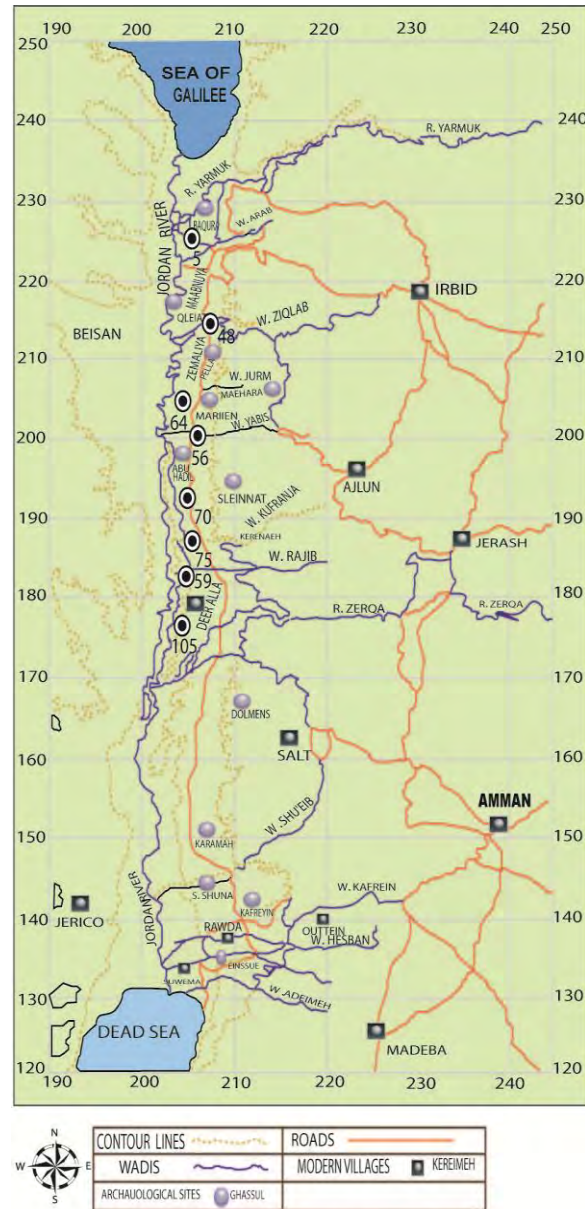 190 200 210 220 230 240 250
250
SEA OF
GALILEE
240 240
R. YARMUK
R. YARMUK
230 230
BAQURA
W. ARAB
JORDAN RIVER
5
220 220
MAABNUYA
QLEIAT
IRBID
W. ZIQLAB
BEISAN
48
ZEMALIYA
210 210
PELLA
W. JURM
MAEHARA
64
MARIIEN
W. YABIS
200 200
56
ABU
HADIL
SLEINNAT
AJLUN
70
W. KUFRANJA
190 190
KERENAEH
JERASH
75
W. RAJIB
59
180 180
DEER ALLA
R. ZERQA
R. ZERQA
105
170 170
DOLMENS
160 160
SALT
AMMAN
W. SHU'EIB
150 150
KARAMAH
S. SHUNA
W. KAFREIN
KAFREYIN
JERICO
JORDAN RIVER
140 140
RAWDA
OUTTEIN
W. HESBAN
EINSSUE
SUWEMA
130 130
W. ADEIMEH
DEAD SEA
MADEBA
120 120
190 200 210 220 230 240 250
N
W E
S
CONTOUR LINES ROADS
WADIS MODERN VILLAGES KEREIMEH
ARCHAUOLOGICAL SITES GHASSUL